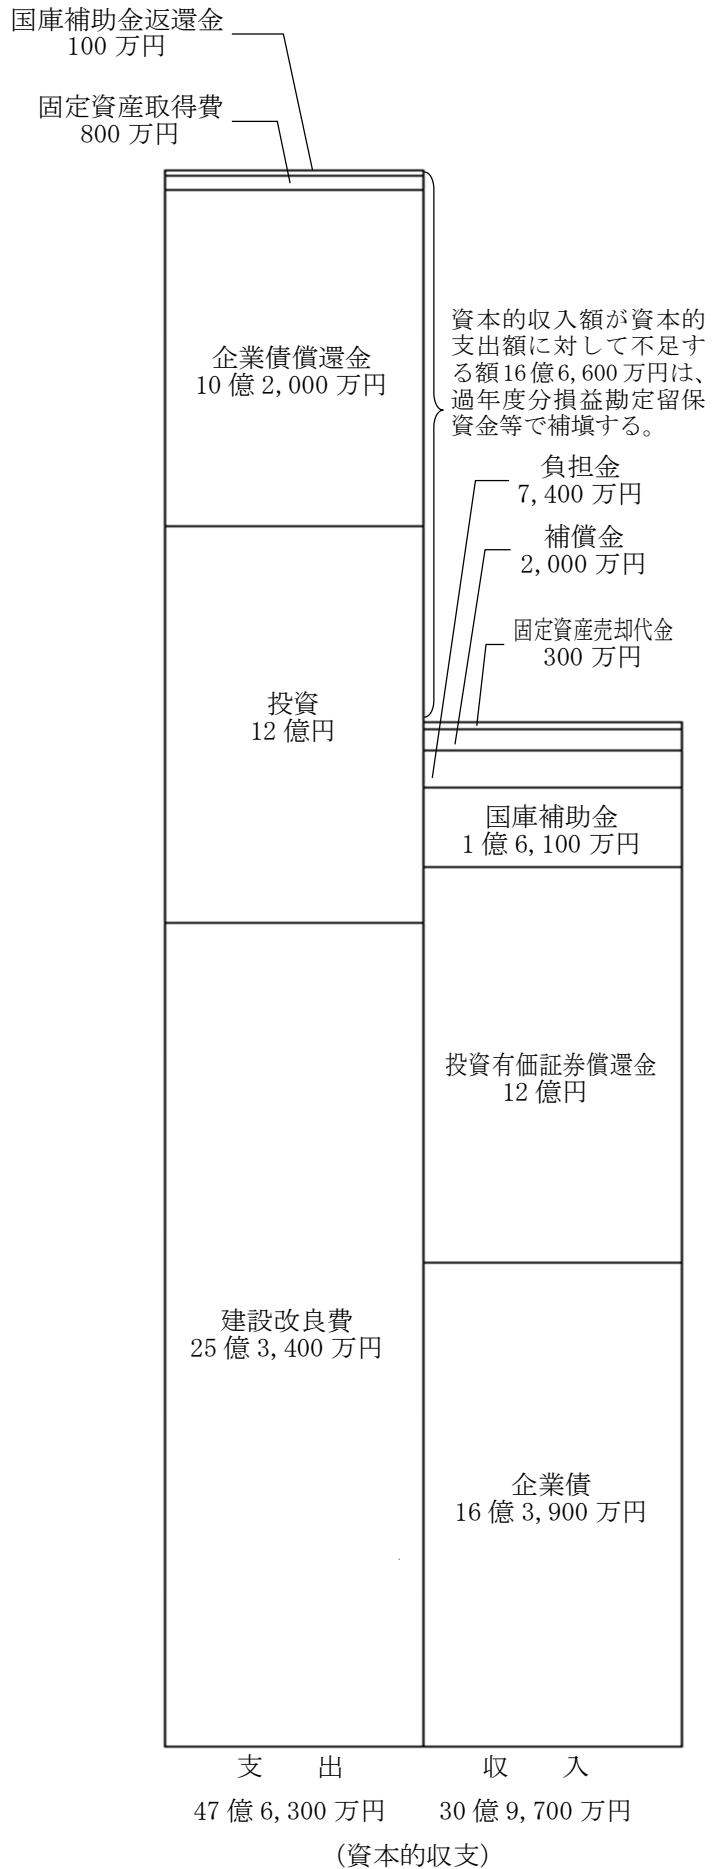 国庫補助金返還金
100 万円
固定資産取得費
800 万円
企業債償還金
10 億 2,000 万円
資本的収入額が資本的
支出額に対して不足す
る額16億6,600万円は、
過年度分損益勘定留保
資金等で補塡する。
負担金
7,400 万円
補償金
2,000 万円
固定資産売却代金
300 万円
投資
12 億円
国庫補助金
1 億 6,100 万円
投資有価証券償還金
12 億円
建設改良費
25 億 3,400 万円
企業債
16 億 3,900 万円
支 出 収 入
47 億 6,300 万円 30 億 9,700 万円
(資本的収支)